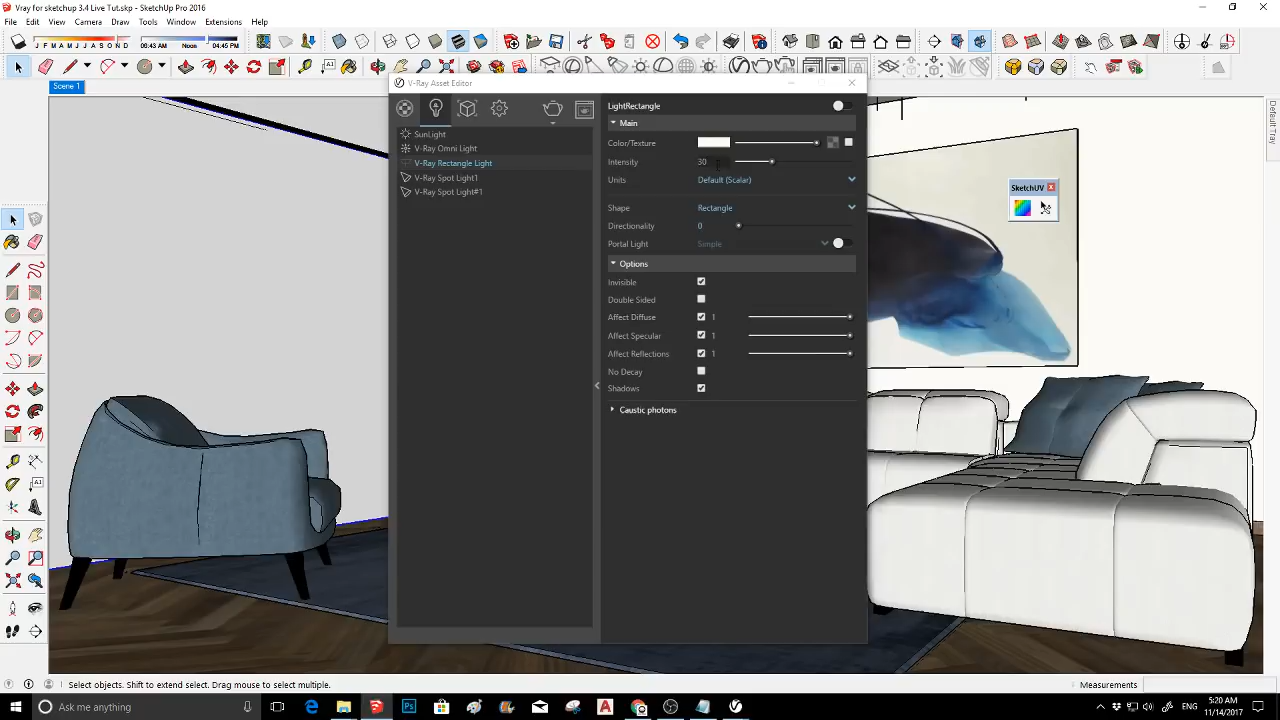 Vray for sketchup 3.4 Live Tut.skp - SketchUp Pro 2016
File Edit View Camera Draw Tools Window Intensities Help
J F M A M J J A S O N D 06:43 AM Noon 04:45 PM
Scene 1
V-Ray Asset Editor
SunLight
V-Ray Omni Light
V-Ray Rectangle Light
V-Ray Spot Light1
V-Ray Spot Light#1
LightRectangle
Main
Color/Texture
Intensity 30
Units Default (Scalar)
Shape Rectangle
Directionality 0
Portal Light Simple
Options
Invisible
Double Sided
Affect Diffuse 1
Affect Specular 1
Affect Reflections 1
No Decay
Shadows
Caustic photons
SketchUV
Default Tray
Select objects. Shift to extend select. Drag mouse to select multiple.
Measurements
Ask me anything
5:20 AM
11/14/2017